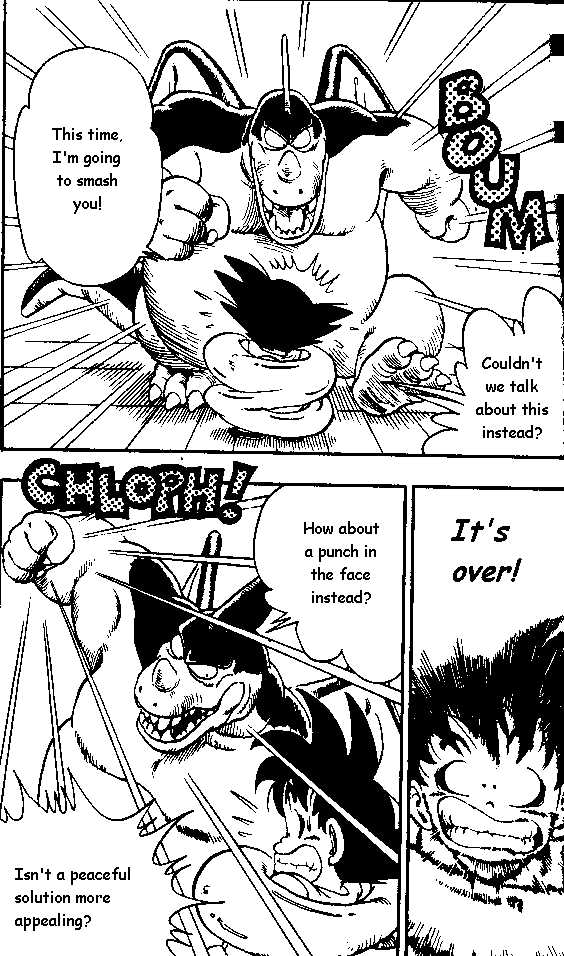 This time,
I'm going
to smash
you!
BOUM
Couldn't
we talk
about this
instead?
CHLOPH!
How about
a punch in
the face
instead?
It's
over!
Isn't a peaceful
solution more
appealing?